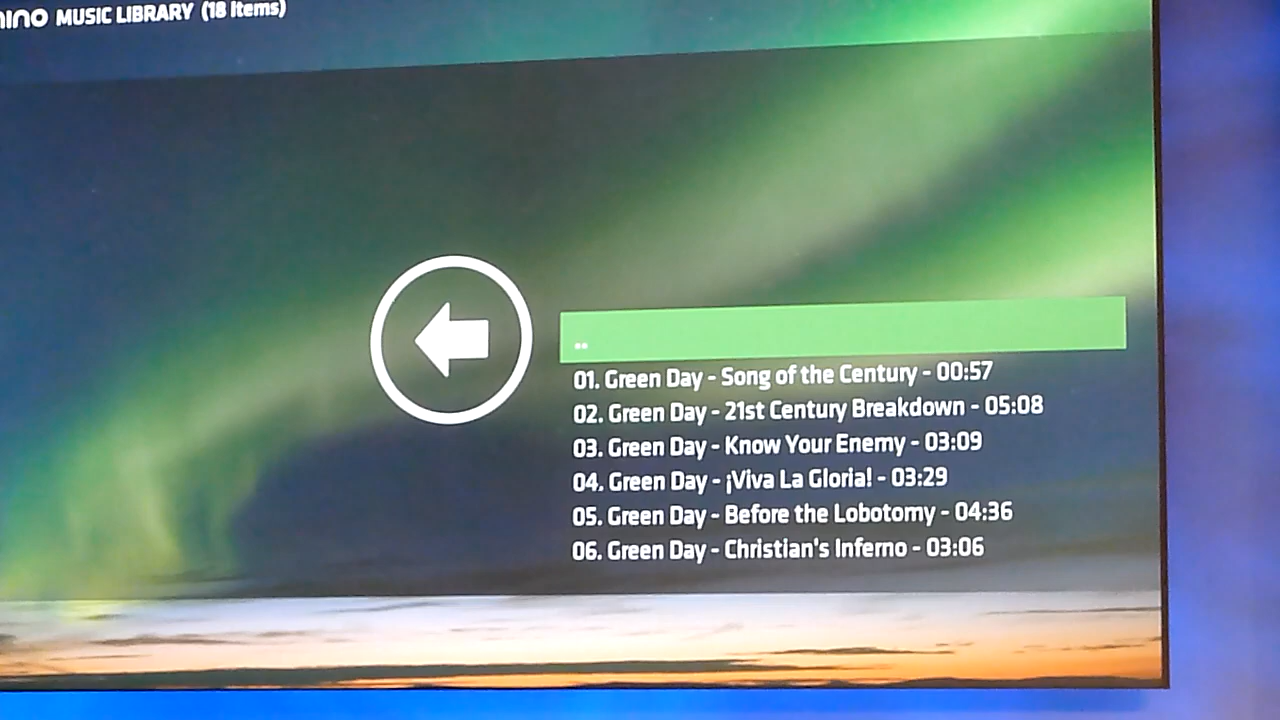 MUSIC LIBRARY (18 items)
..
01. Green Day - Song of the Century - 00:57
02. Green Day - 21st Century Breakdown - 05:08
03. Green Day - Know Your Enemy - 03:09
04. Green Day - ¡Viva La Gloria! - 03:29
05. Green Day - Before the Lobotomy - 04:36
06. Green Day - Christian's Inferno - 03:06